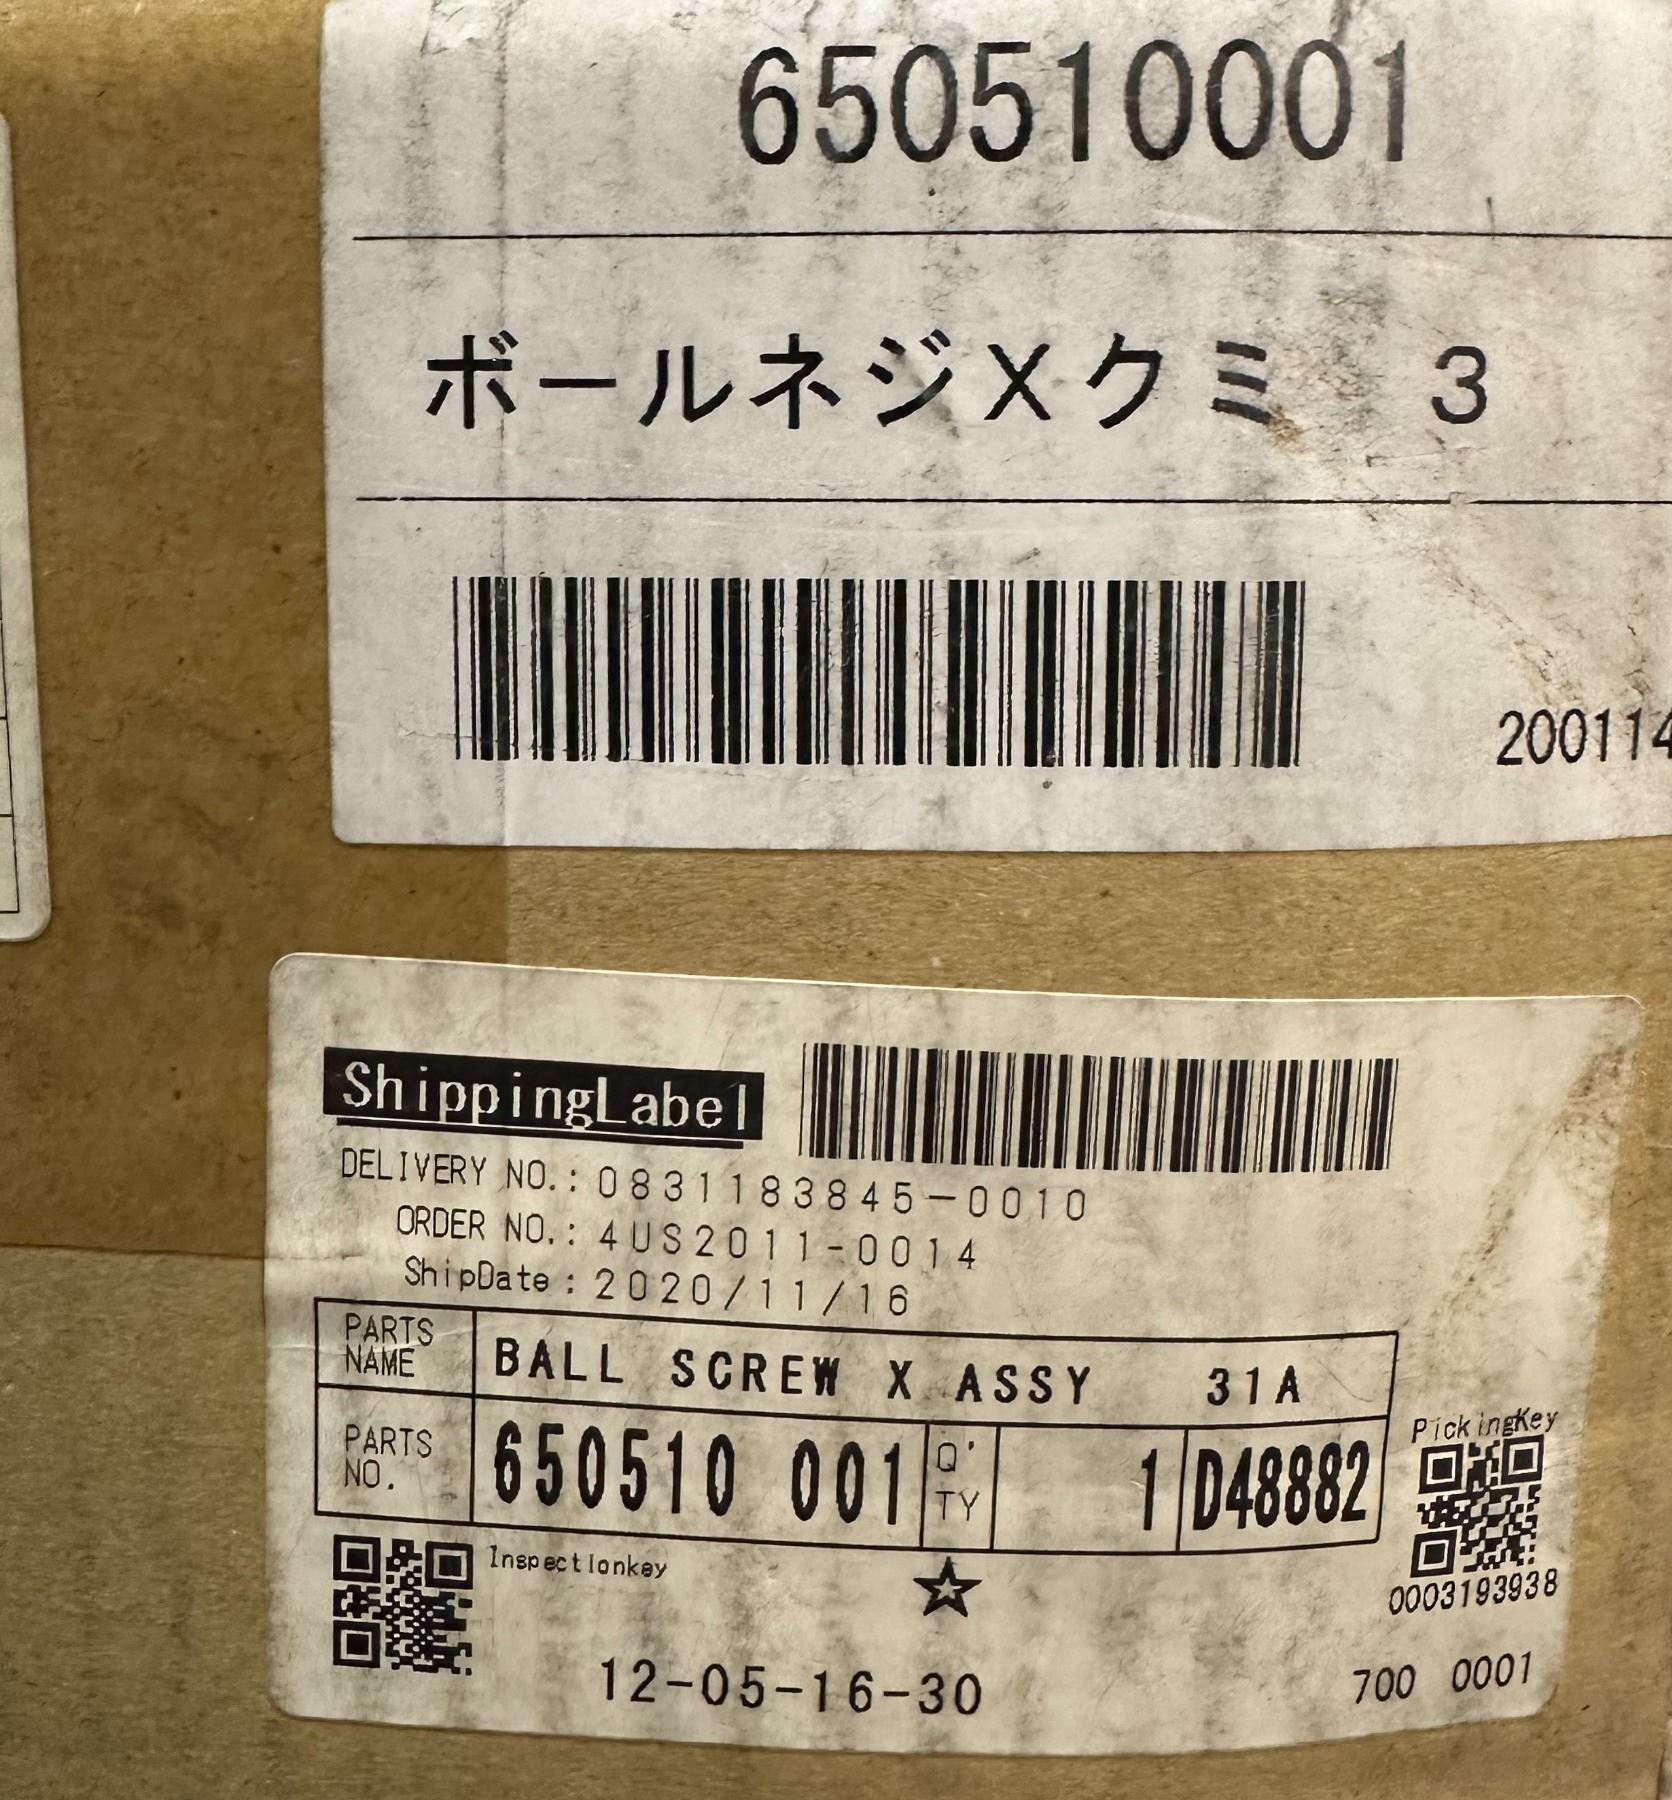 650510001
ボールネジXクミ 3
200114
ShippingLabel
DELIVERY NO.: 0831183845-0010
ORDER NO.: 4US2011-0014
ShipDate: 2020/11/16
PARTS NAME BALL SCREW X ASSY 31A
PARTS NO. 650510 001 Q'TY 1 D48882
PickingKey
Inspectionkey
☆
0003193938
12-05-16-30
700 0001